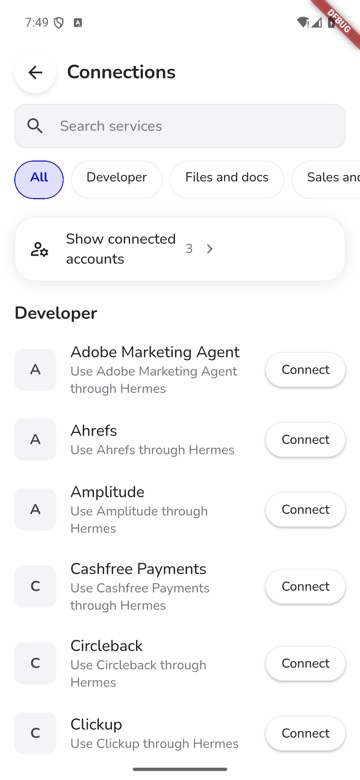 7:49
DEBUG
Connections
Search services
All
Developer
Files and docs
Sales and
Show connected
accounts
3
Developer
A
Adobe Marketing Agent
Use Adobe Marketing Agent
through Hermes
Connect
A
Ahrefs
Use Ahrefs through Hermes
Connect
A
Amplitude
Use Amplitude through
Hermes
Connect
C
Cashfree Payments
Use Cashfree Payments
through Hermes
Connect
C
Circleback
Use Circleback through
Hermes
Connect
C
Clickup
Use Clickup through Hermes
Connect